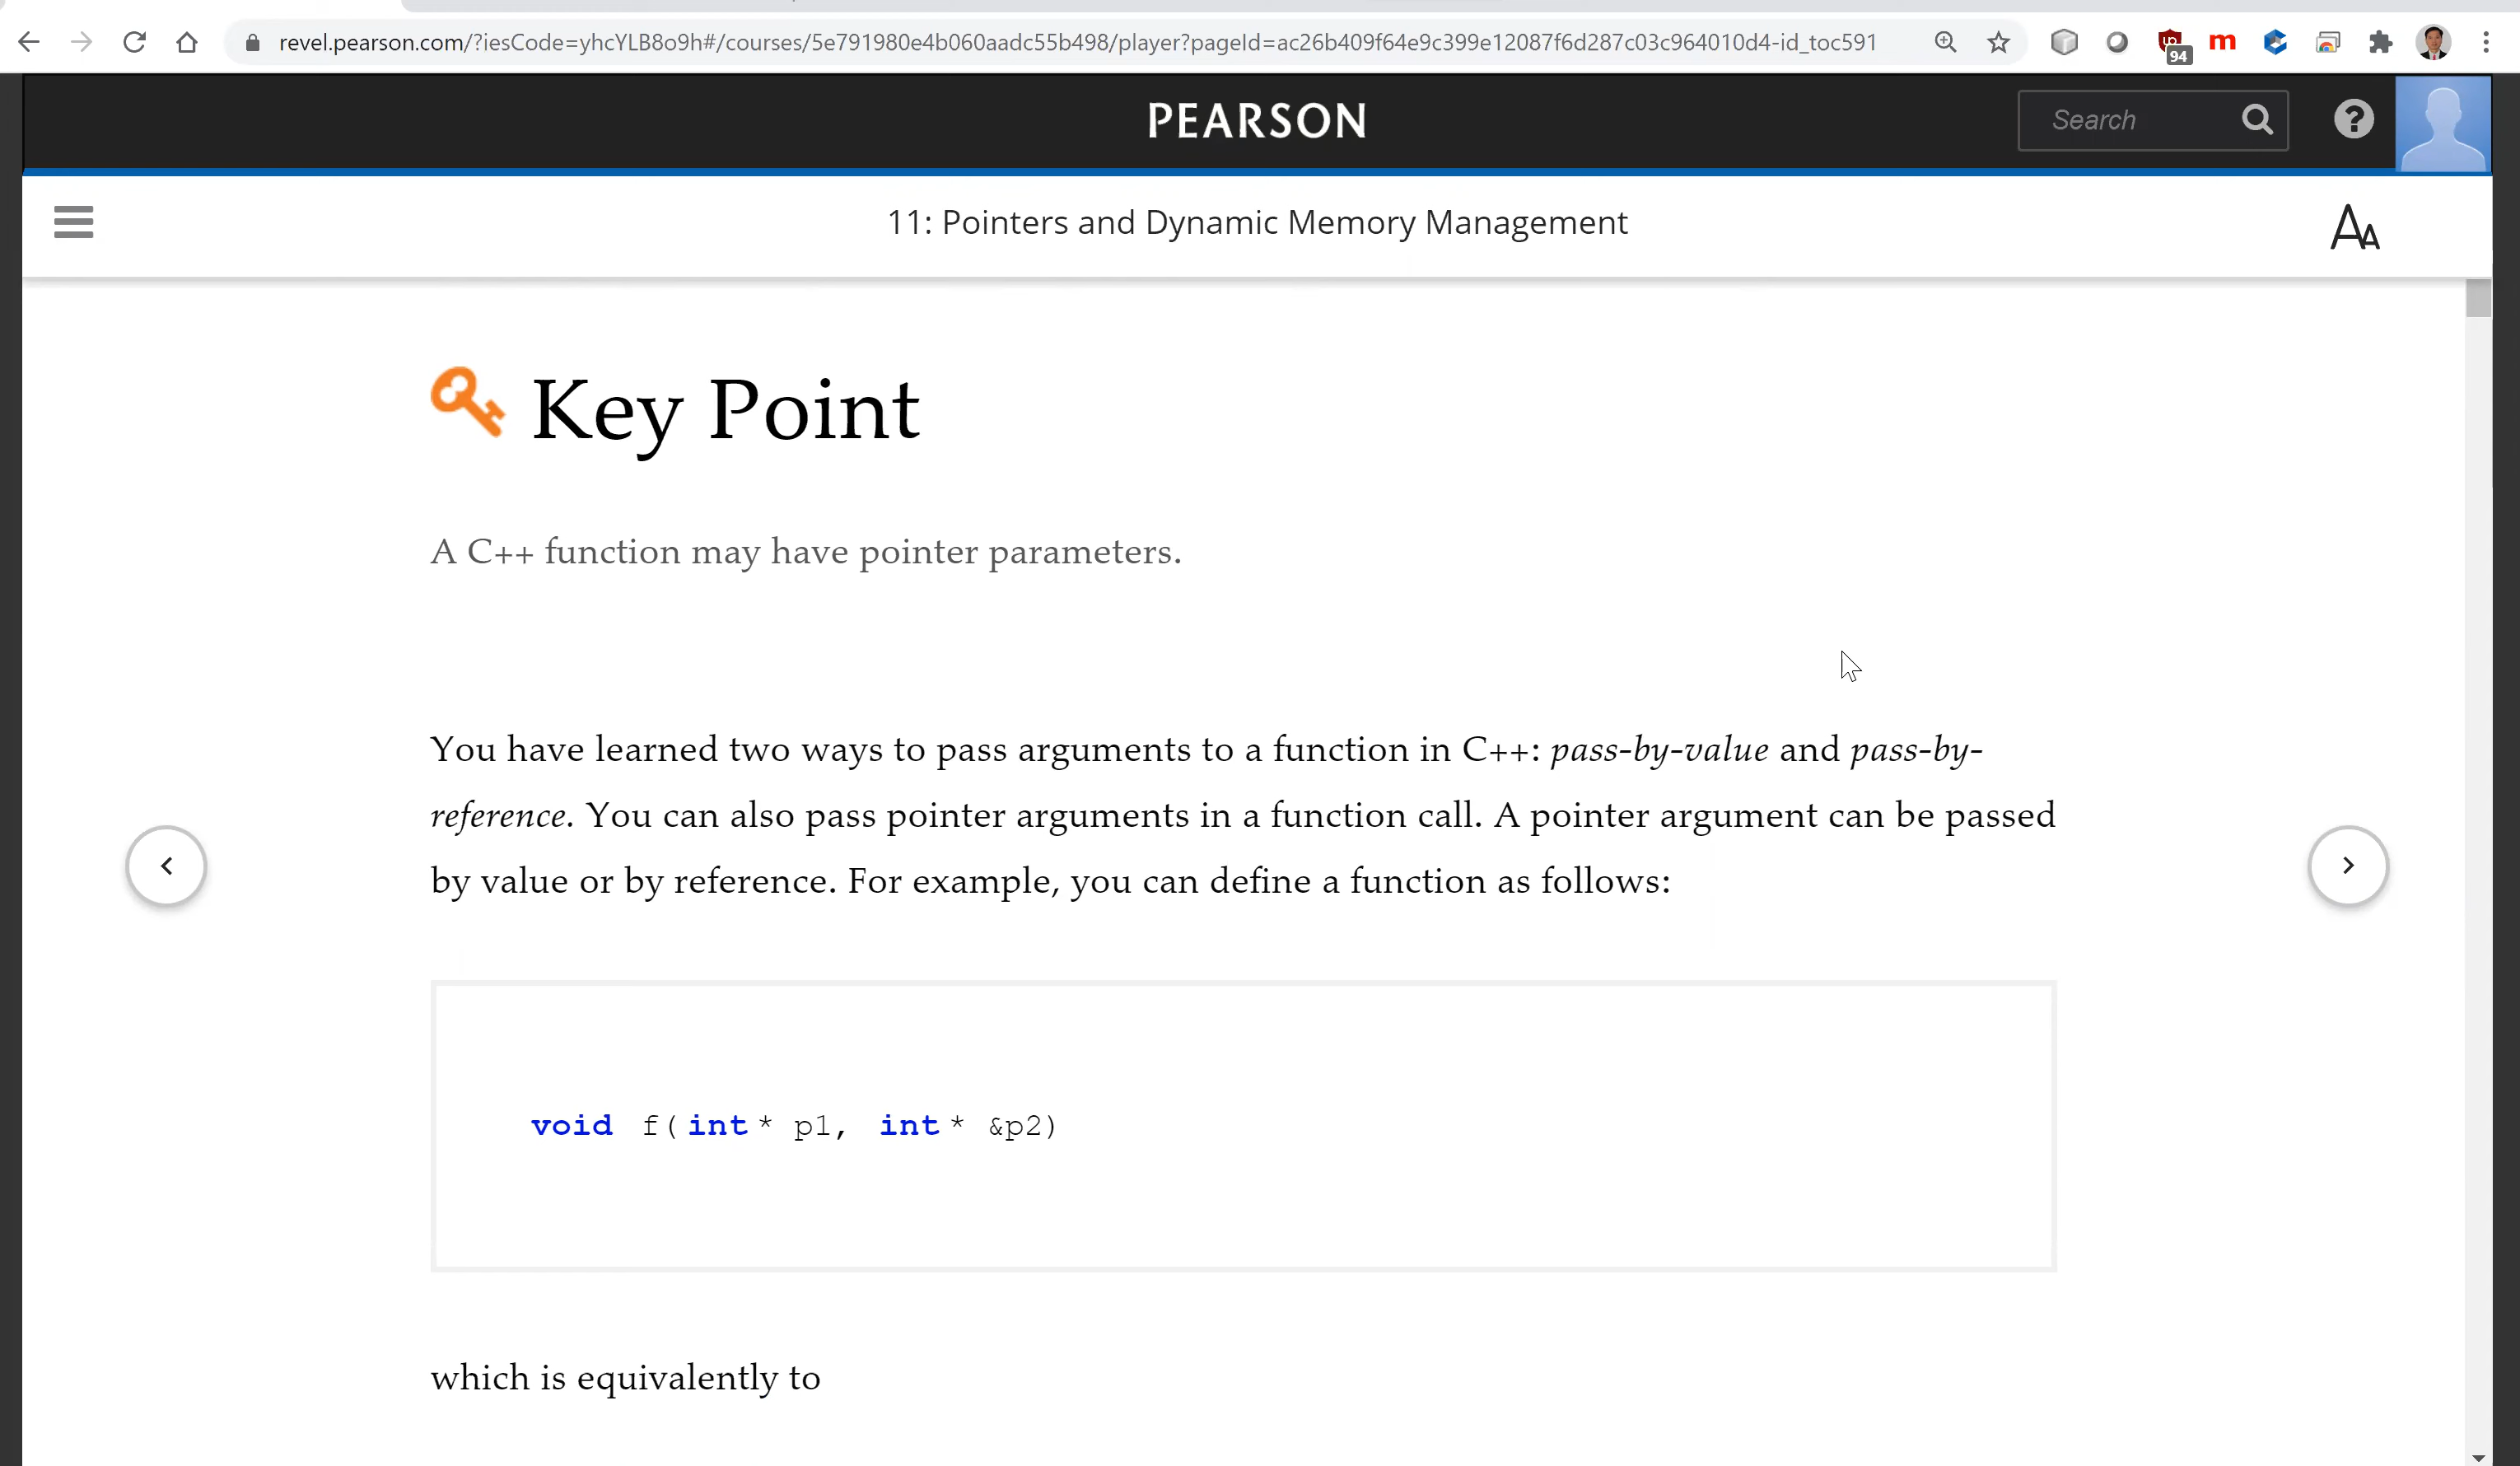 revel.pearson.com/?iesCode=yhcYLB8o9h#/courses/5e791980e4b060aadc55b498/player?pageId=ac26b409f64e9c399e12087f6d287c03c964010d4-id_toc591
94
m
PEARSON
Search
?
11: Pointers and Dynamic Memory Management
AA
Key Point
A C++ function may have pointer parameters.
You have learned two ways to pass arguments to a function in C++: pass-by-value and pass-by-
reference. You can also pass pointer arguments in a function call. A pointer argument can be passed
by value or by reference. For example, you can define a function as follows:
void f(int* p1, int* &p2)
which is equivalently to